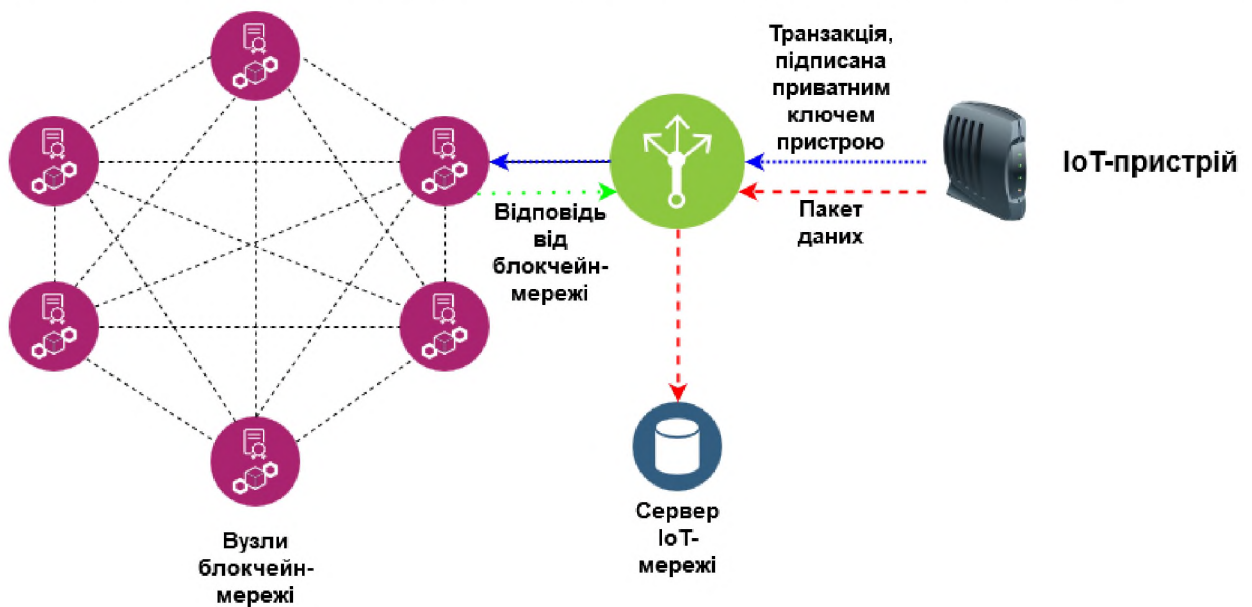 Транзакція,
підписана
приватним
ключем
пристрою
IoT-пристрій
Пакет
даних
Відповідь
від
блокчейн-
мережі
Сервер
IoT-
мережі
Вузли
блокчейн-
мережі